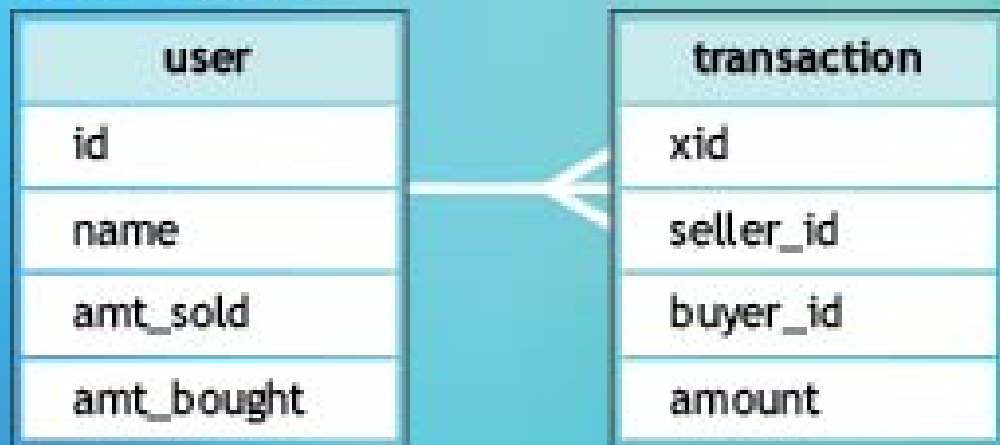 user
id
name
amt_sold
amt_bought
transaction
xid
seller_id
buyer_id
amount